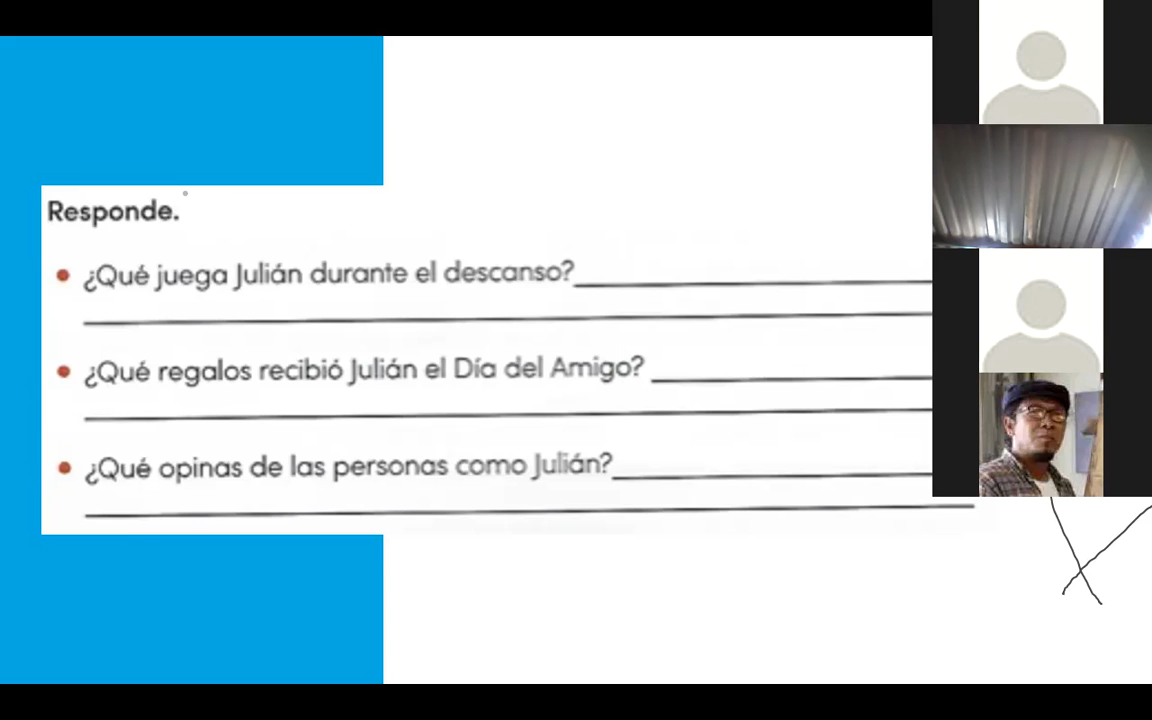 Responde.
¿Qué juega Julián durante el descanso?
¿Qué regalos recibió Julián el Día del Amigo?
¿Qué opinas de las personas como Julián?